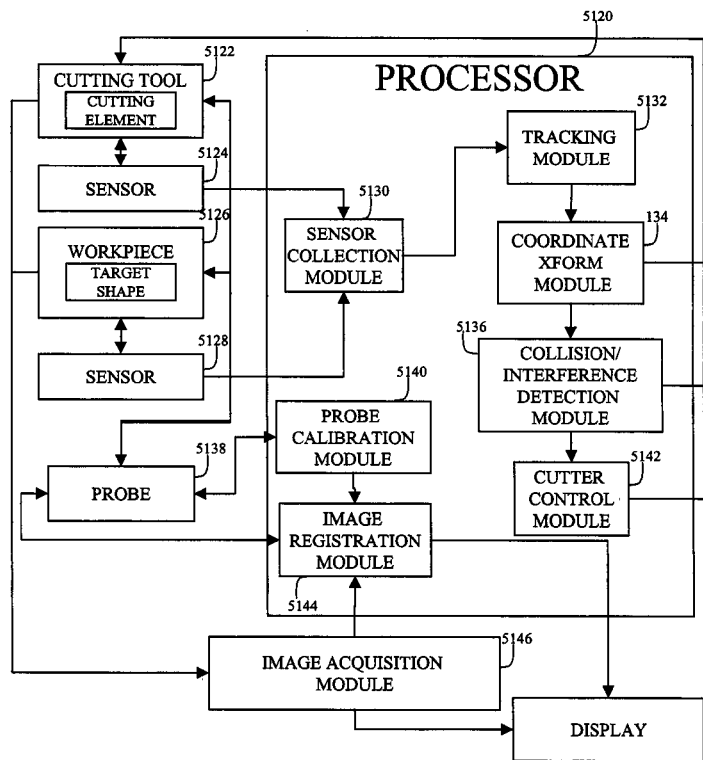 5120
5122
PROCESSOR
CUTTING TOOL
CUTTING
ELEMENT
5132
TRACKING
MODULE
5124
SENSOR
5126
5130
SENSOR
COLLECTION
MODULE
134
COORDINATE
XFORM
MODULE
WORKPIECE
TARGET
SHAPE
5136
COLLISION/
INTERFERENCE
DETECTION
MODULE
5128
SENSOR
5140
PROBE
CALIBRATION
MODULE
5138
PROBE
5142
CUTTER
CONTROL
MODULE
IMAGE
REGISTRATION
MODULE
5144
5146
IMAGE ACQUISITION
MODULE
DISPLAY